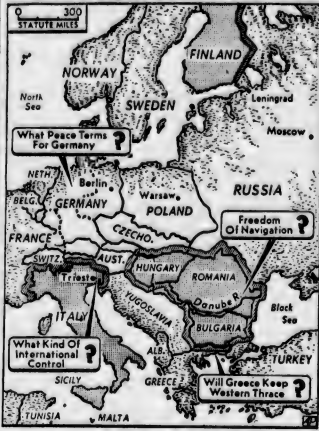 0 300
STATUTE MILES
FINLAND
NORWAY
North
Sea
SWEDEN
Leningrad
Moscow
What Peace Terms
For Germany ?
NETH.
Berlin
Warsaw
RUSSIA
BELG.
GERMANY
POLAND
Freedom
Of Navigation ?
FRANCE
CZECHO.
SWITZ.
AUST.
HUNGARY
ROMANIA
Trieste
Danube R.
Black
Sea
YUGOSLAVIA
ITALY
BULGARIA
What Kind Of
International
Control ?
ALB.
TURKEY
GREECE
Will Greece Keep
Western Thrace ?
SICILY
TUNISIA
MALTA